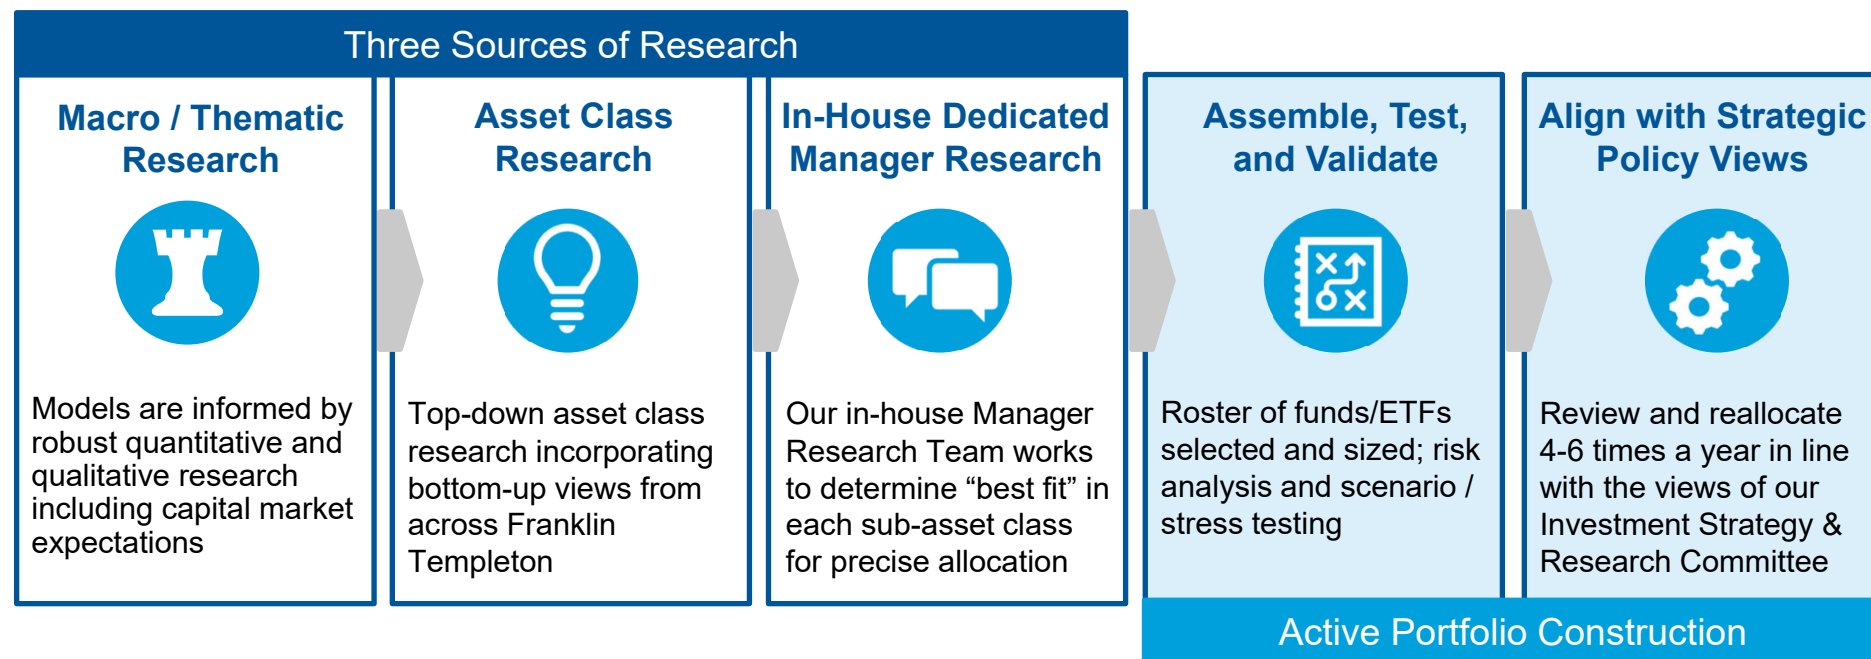 Three Sources of Research
Macro / Thematic
Research
Models are informed by
robust quantitative and
qualitative research
including capital market
expectations
Asset Class
Research
Top-down asset class
research incorporating
bottom-up views from
across Franklin
Templeton
In-House Dedicated
Manager Research
Our in-house Manager
Research Team works
to determine “best fit” in
each sub-asset class
for precise allocation
Assemble, Test,
and Validate
Roster of funds/ETFs
selected and sized; risk
analysis and scenario /
stress testing
Align with Strategic
Policy Views
Review and reallocate
4-6 times a year in line
with the views of our
Investment Strategy &
Research Committee
Active Portfolio Construction